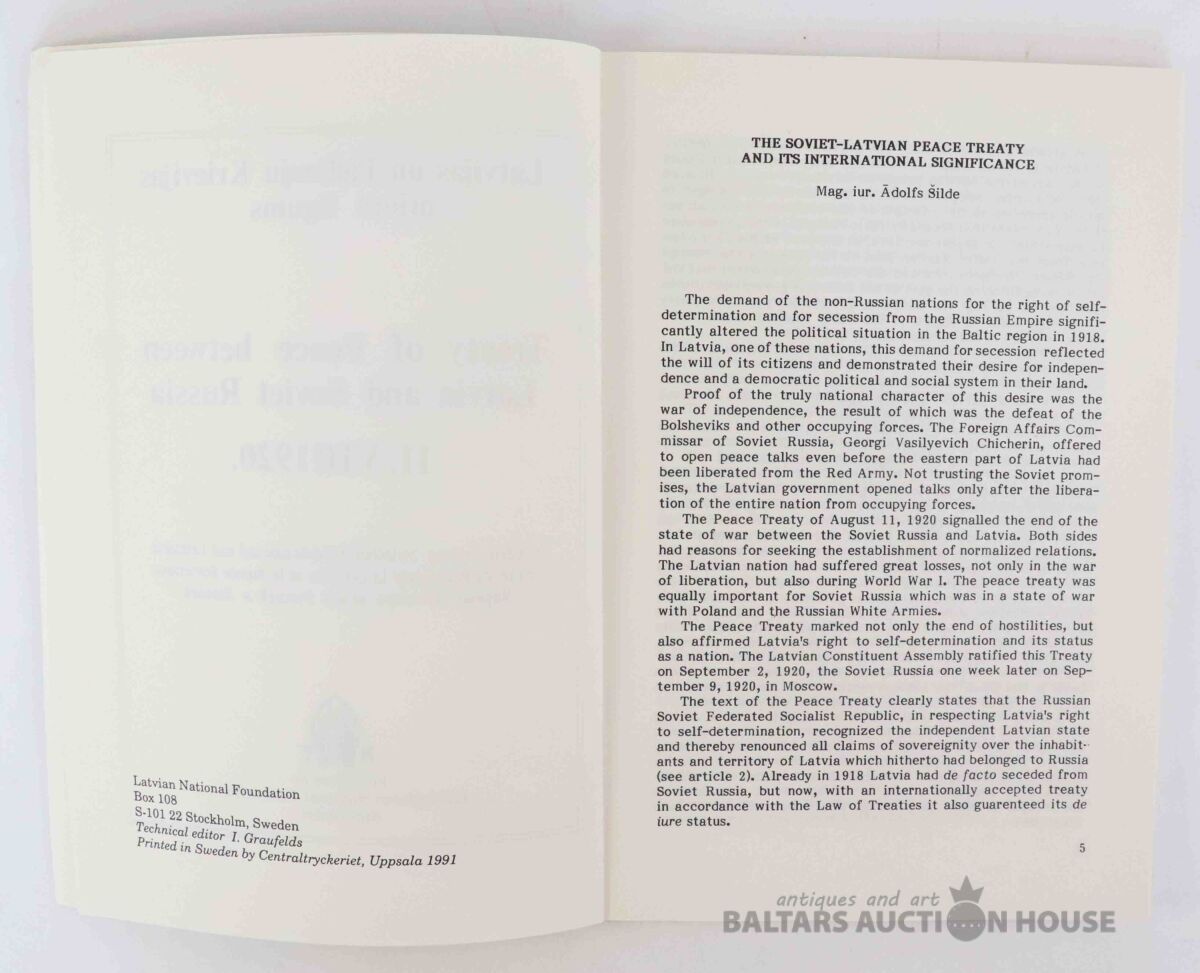 Latvian National Foundation
Box 108
S-101 22 Stockholm, Sweden
Technical editor I. Graufelds
Printed in Sweden by Centraltryckeriet, Uppsala 1991
THE SOVIET-LATVIAN PEACE TREATY
AND ITS INTERNATIONAL SIGNIFICANCE
Mag. iur. Ādolfs Šilde
The demand of the non-Russian nations for the right of self-
determination and for secession from the Russian Empire signifi-
cantly altered the political situation in the Baltic region in 1918.
In Latvia, one of these nations, this demand for secession reflected
the will of its citizens and demonstrated their desire for indepen-
dence and a democratic political and social system in their land.
Proof of the truly national character of this desire was the
war of independence, the result of which was the defeat of the
Bolsheviks and other occupying forces. The Foreign Affairs Com-
missar of Soviet Russia, Georgi Vasilyevich Chicherin, offered
to open peace talks even before the eastern part of Latvia had
been liberated from the Red Army. Not trusting the Soviet prom-
ises, the Latvian government opened talks only after the libera-
tion of the entire nation from occupying forces.
The Peace Treaty of August 11, 1920 signalled the end of the
state of war between the Soviet Russia and Latvia. Both sides
had reasons for seeking the establishment of normalized relations.
The Latvian nation had suffered great losses, not only in the war
of liberation, but also during World War I. The peace treaty was
equally important for Soviet Russia which was in a state of war
with Poland and the Russian White Armies.
The Peace Treaty marked not only the end of hostilities, but
also affirmed Latvia's right to self-determination and its status
as a nation. The Latvian Constituent Assembly ratified this Treaty
on September 2, 1920, the Soviet Russia one week later on Sep-
tember 9, 1920, in Moscow.
The text of the Peace Treaty clearly states that the Russian
Soviet Federated Socialist Republic, in respecting Latvia's right
to self-determination, recognized the independent Latvian state
and thereby renounced all claims of sovereignity over the inhabit-
ants and territory of Latvia which hitherto had belonged to Russia
(see article 2). Already in 1918 Latvia had de facto seceded from
Soviet Russia, but now, with an internationally accepted treaty
in accordance with the Law of Treaties it also guarenteed its de
iure status.
5
antiques and art
BALTARS AUCTION HOUSE